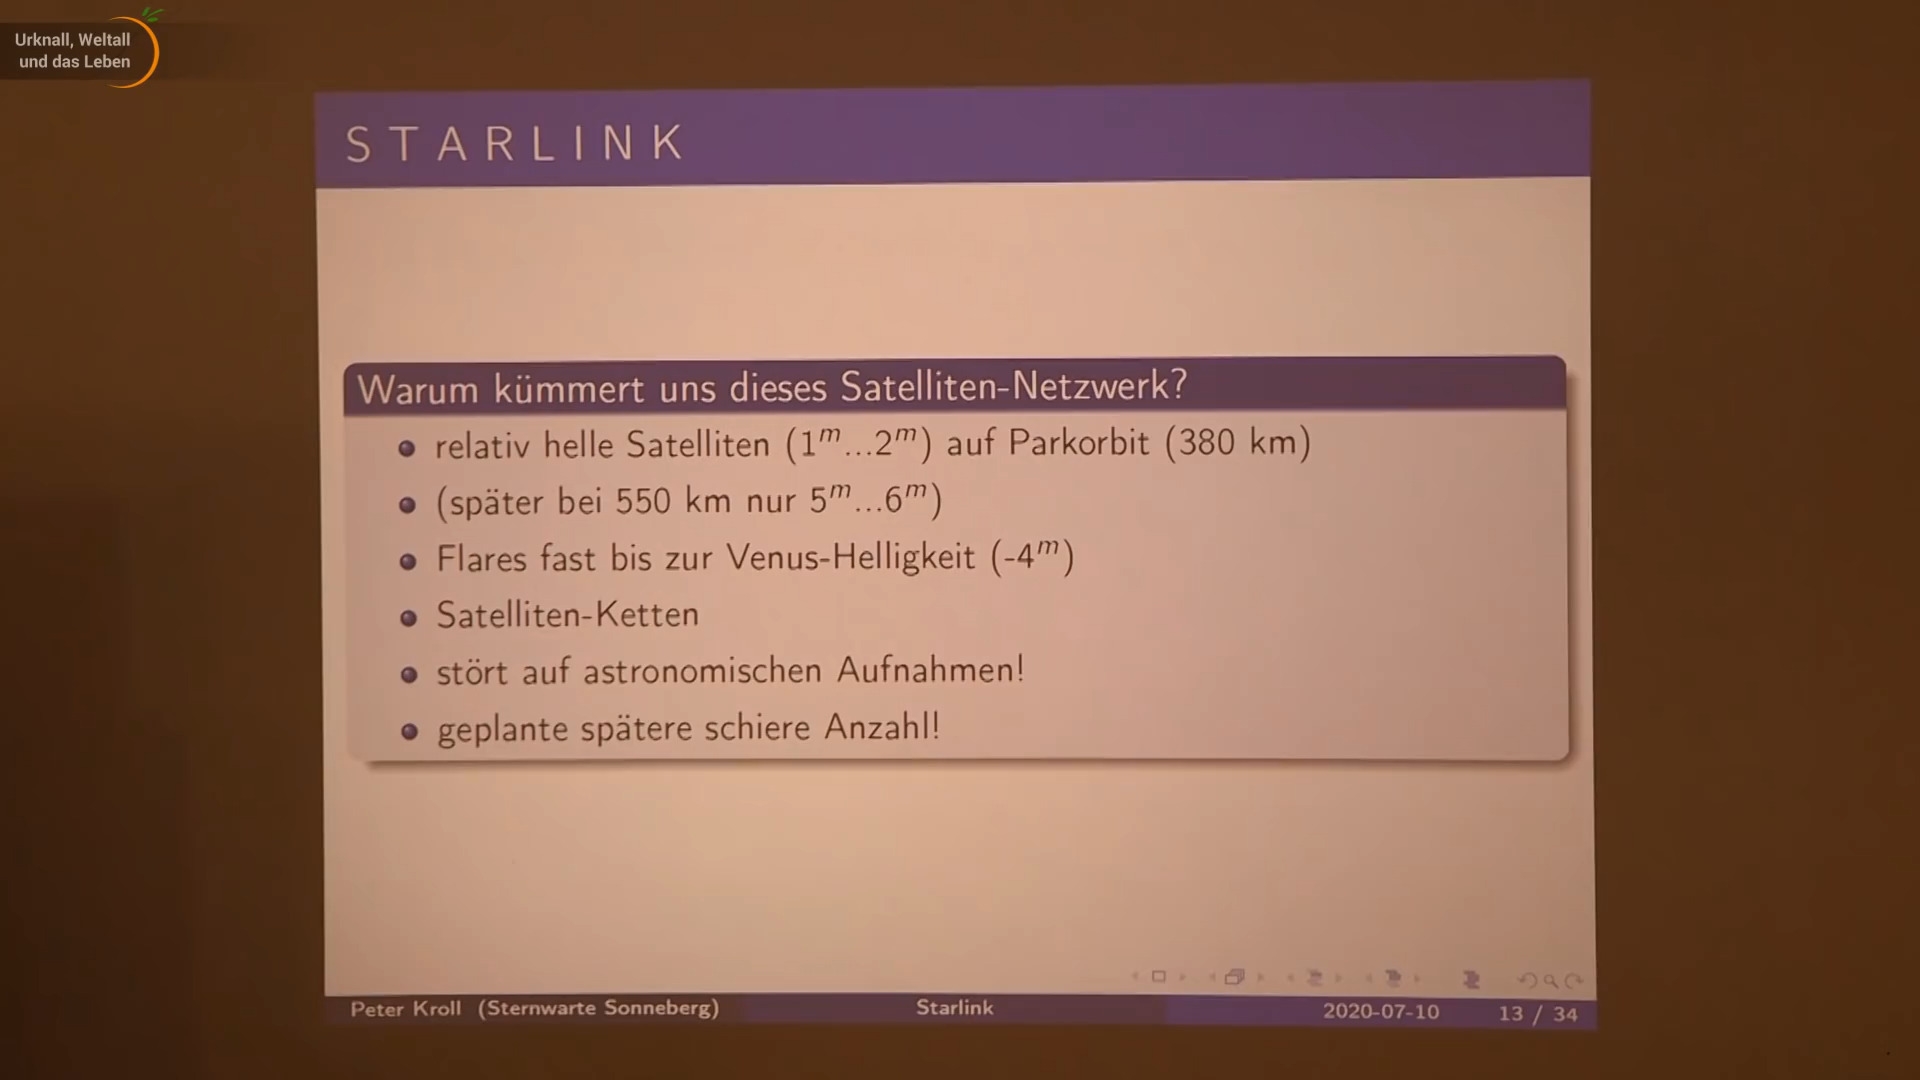 Urknall, Weltall
und das Leben
STARLINK
Warum kümmert uns dieses Satelliten-Netzwerk?
relativ helle Satelliten (1ᵐ...2ᵐ) auf Parkorbit (380 km)
(später bei 550 km nur 5ᵐ...6ᵐ)
Flares fast bis zur Venus-Helligkeit (-4ᵐ)
Satelliten-Ketten
stört auf astronomischen Aufnahmen!
geplante spätere schiere Anzahl!
Peter Kroll (Sternwarte Sonneberg) Starlink 2020-07-10 13 / 34